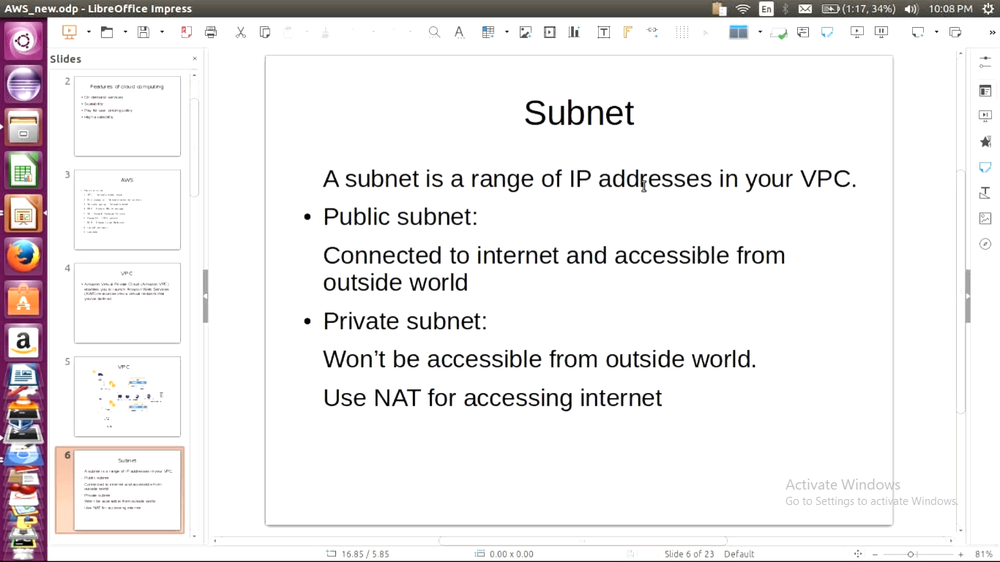 AWS_new.odp - LibreOffice Impress
En
(1:17, 34%)
10:08 PM
Slides
2
Features of cloud computing
• On demand services
• Scalability
• Pay for use pricing policy
• High availability
3
AWS
4
VPC
• Amazon Virtual Private Cloud (Amazon VPC)
enables you to launch Amazon Web Services
(AWS) resources into a virtual network that
you've defined
5
VPC
6
Subnet
A subnet is a range of IP addresses in your VPC.
Public subnet:
Connected to internet and accessible from
outside world
Private subnet:
Won't be accessible from outside world.
Use NAT for accessing internet
Subnet
A subnet is a range of IP addresses in your VPC.
• Public subnet:
Connected to internet and accessible from
outside world
• Private subnet:
Won’t be accessible from outside world.
Use NAT for accessing internet
Activate Windows
Go to Settings to activate Windows.
16.85 / 5.85
0.00 x 0.00
Slide 6 of 23
Default
81%